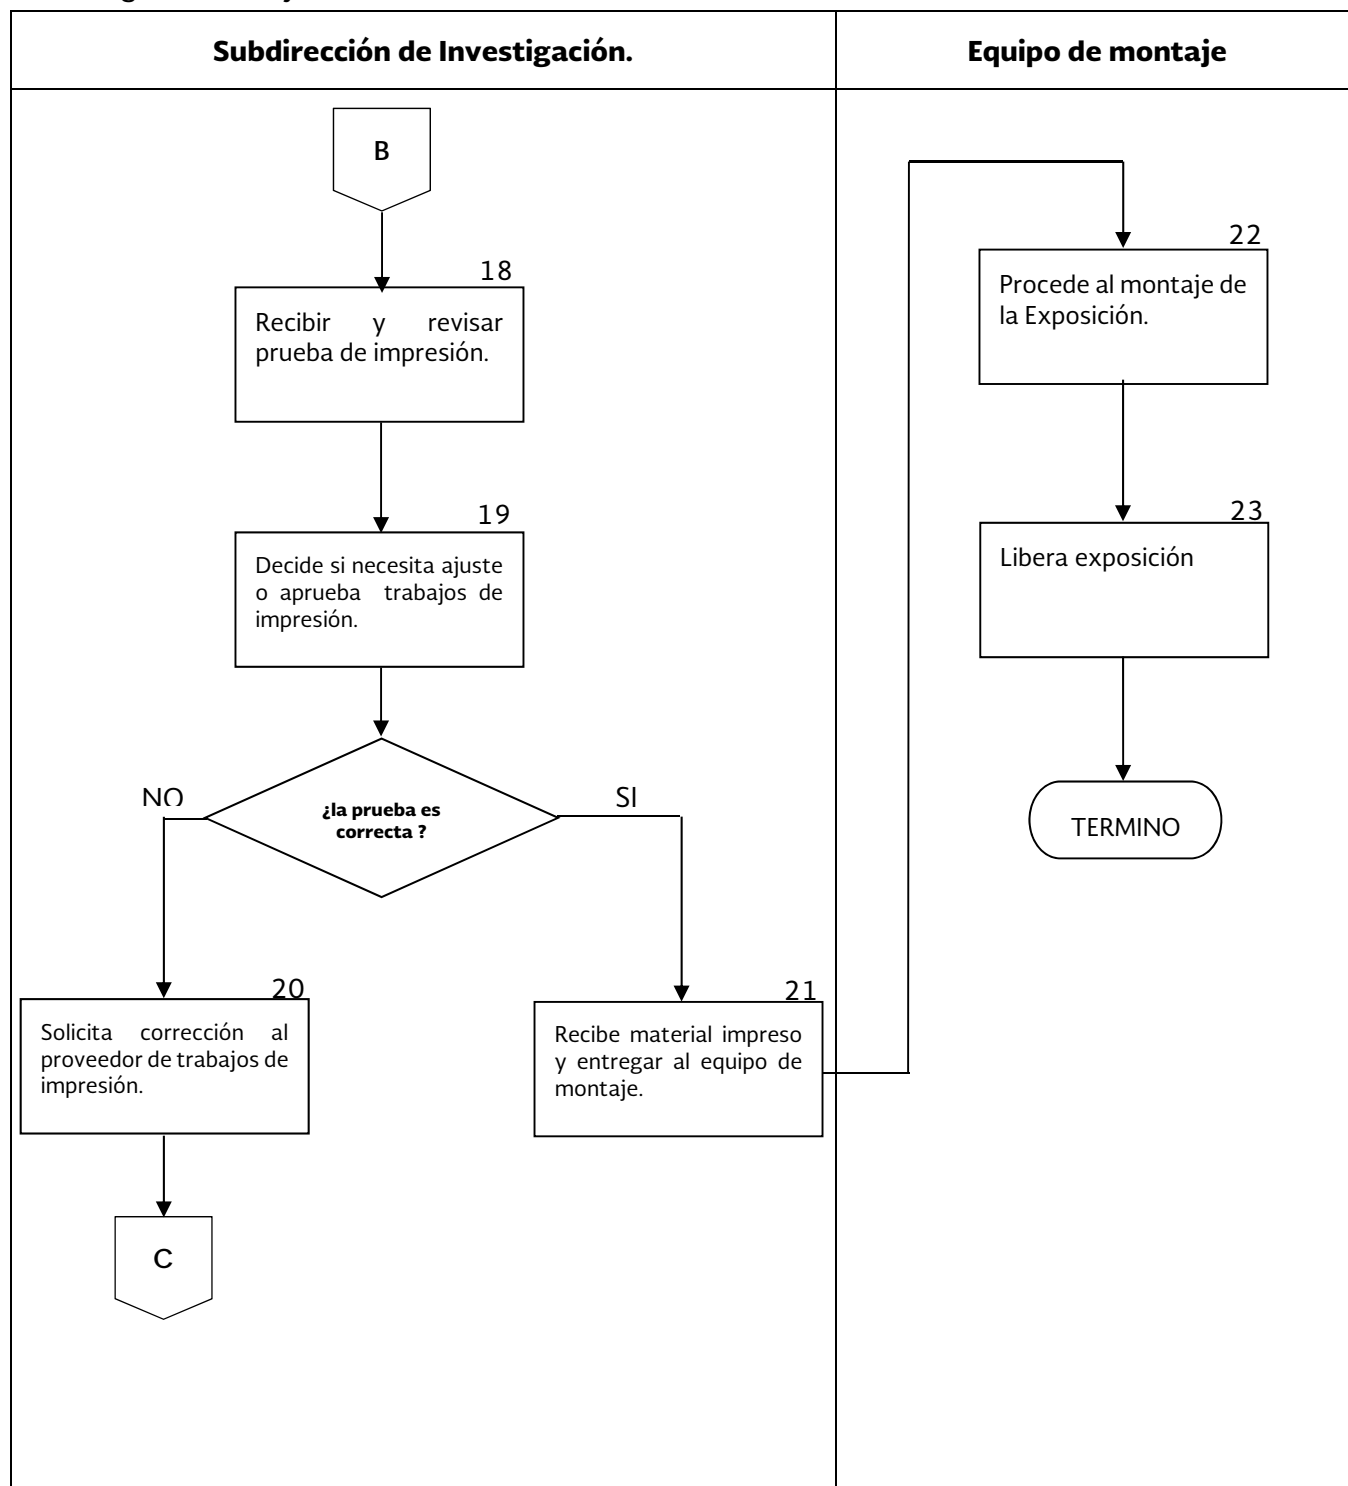 Subdirección de Investigación.
Equipo de montaje
B
18
Recibir y revisar
prueba de impresión.
19
Decide si necesita ajuste
o aprueba trabajos de
impresión.
¿la prueba es
correcta ?
NO
SI
20
Solicita corrección al
proveedor de trabajos de
impresión.
21
Recibe material impreso
y entregar al equipo de
montaje.
C
22
Procede al montaje de
la Exposición.
23
Libera exposición
TERMINO